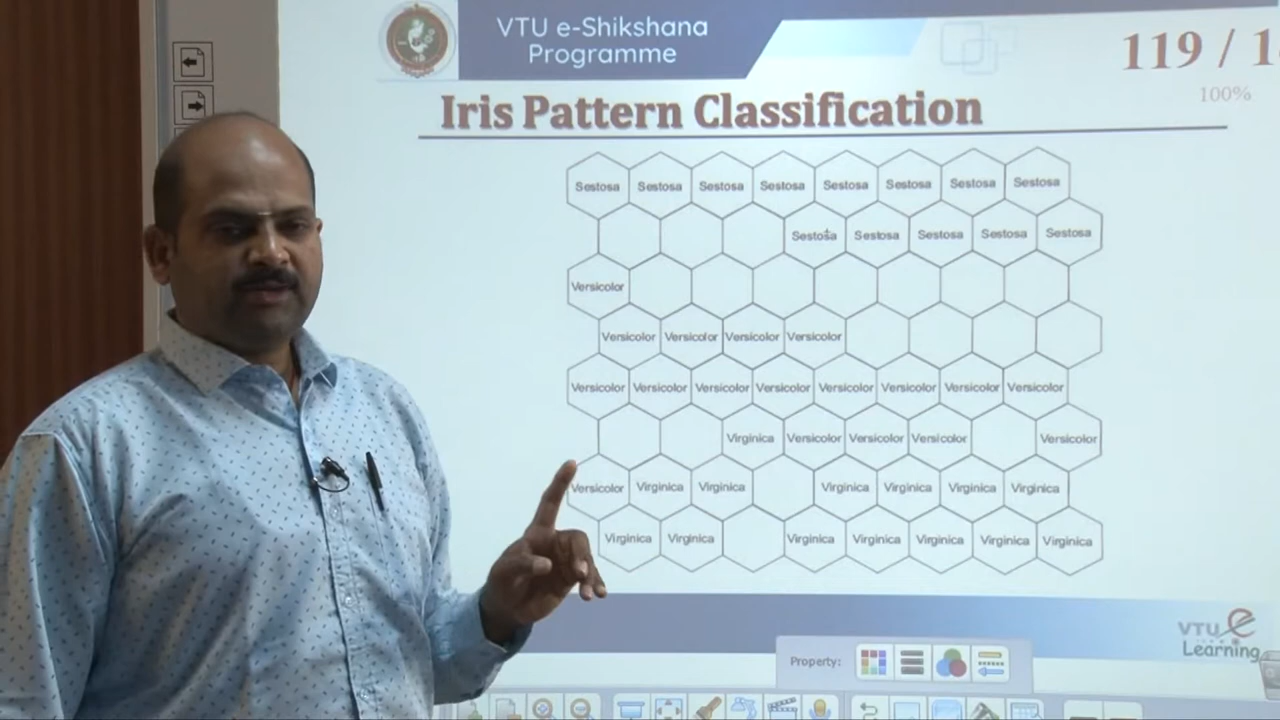 VTU e-Shikshana
Programme
119 / 1
100%
Iris Pattern Classification
Sestosa Sestosa Sestosa Sestosa Sestosa Sestosa Sestosa Sestosa
Sestosa Sestosa Sestosa Sestosa Sestosa
Versicolor
Versicolor Versicolor Versicolor Versicolor
Versicolor Versicolor Versicolor Versicolor Versicolor Versicolor Versicolor Versicolor
Virginica Versicolor Versicolor Versicolor Versicolor
Versicolor Virginica Virginica Virginica Virginica Virginica Virginica
Virginica Virginica Virginica Virginica Virginica Virginica Virginica
VTU e
Learning
Property: